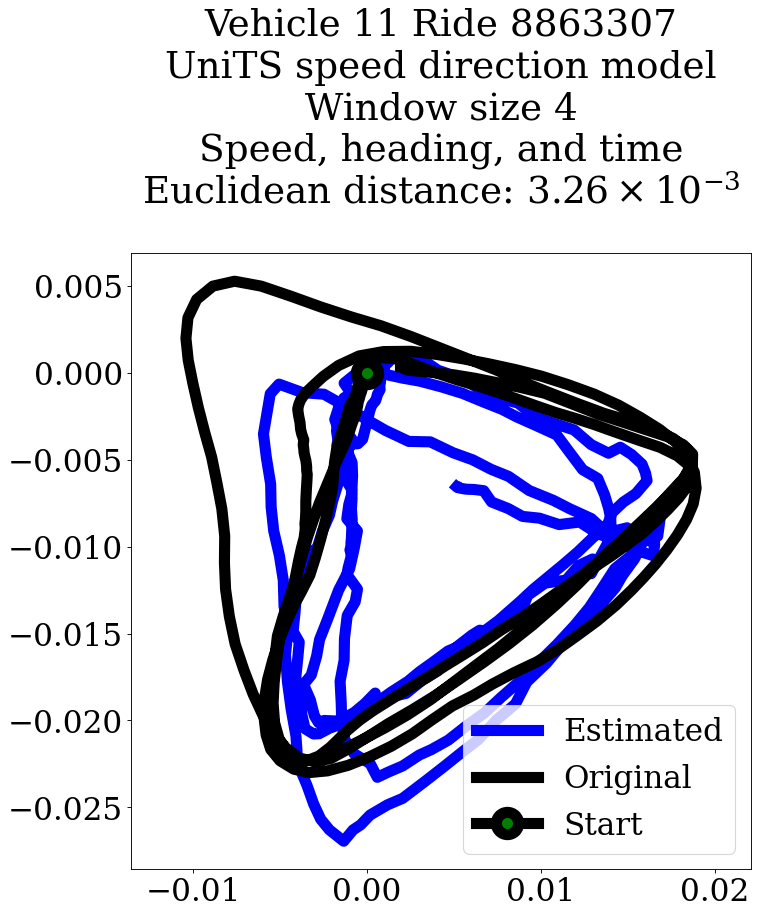 Vehicle 11 Ride 8863307
UniTS speed direction model
Window size 4
Speed, heading, and time
Euclidean distance: 3.26 × 10⁻³
0.005
0.000
−0.005
−0.010
−0.015
−0.020
−0.025
Estimated
Original
Start
−0.01 0.00 0.01 0.02